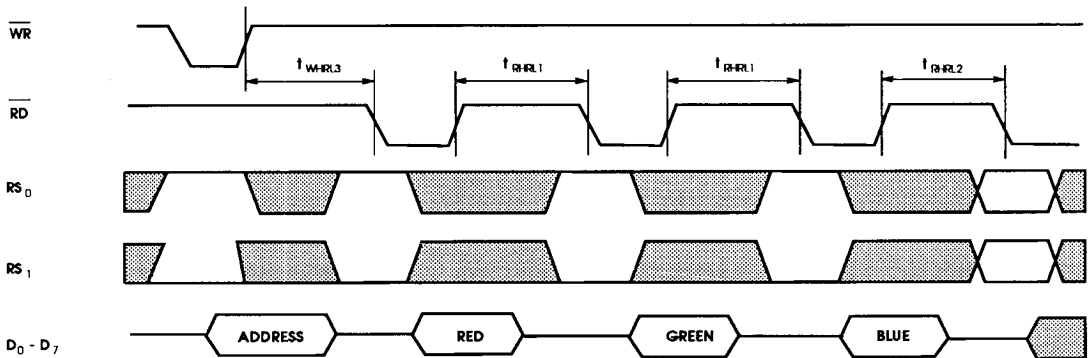 WR
t WHRL3
t RHRL1
t RHRL1
t RHRL2
RD
RS 0
RS 1
D0 - D7
ADDRESS
RED
GREEN
BLUE